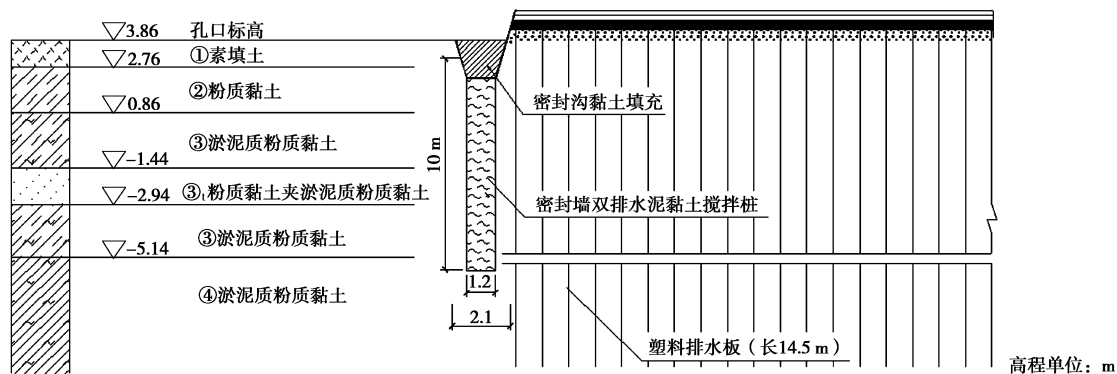 3.86 孔口标高
2.76 ①素填土
②粉质黏土
0.86
③淤泥质粉质黏土
-1.44
③₁粉质黏土夹淤泥质粉质黏土
-2.94
③淤泥质粉质黏土
-5.14
④淤泥质粉质黏土
10 m
密封沟黏土填充
密封墙双排水泥黏土搅拌桩
1.2
2.1
塑料排水板（长14.5 m）
高程单位：m